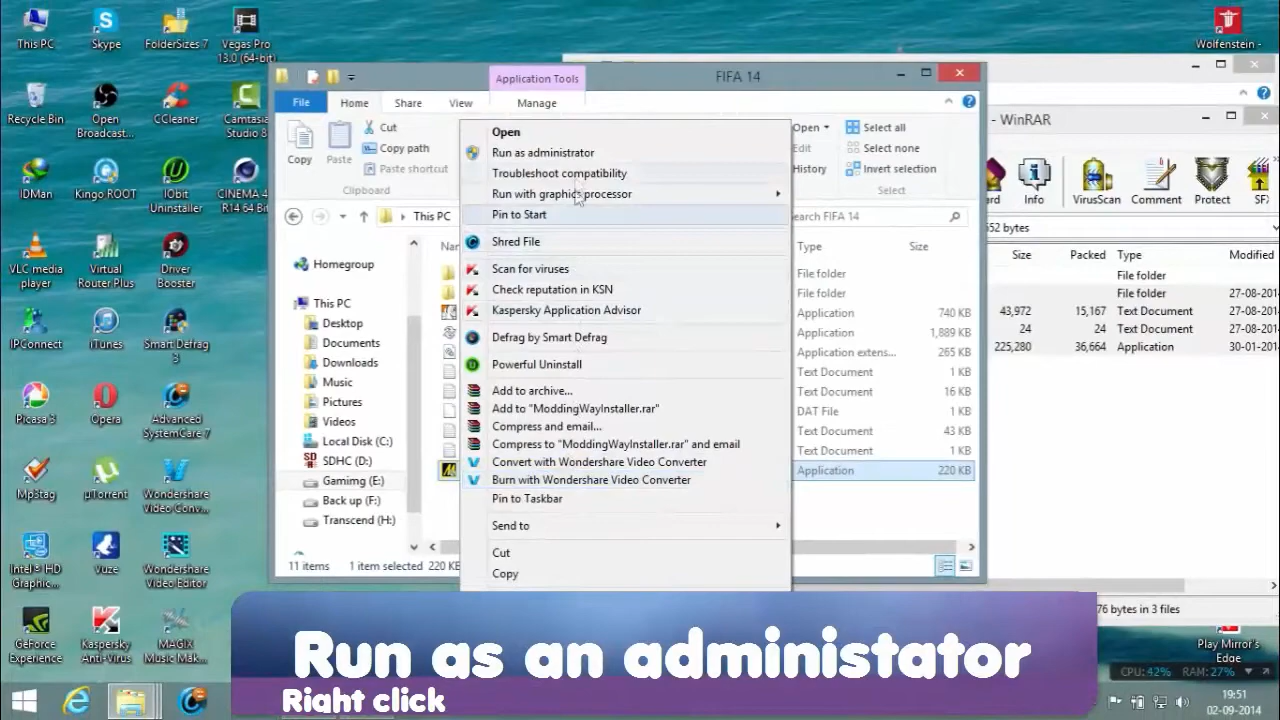 This PC
Skype
FolderSizes 7
Vegas Pro
13.0 (64-bit)
Wolfenstein -
Recycle Bin
Open
Broadcast...
CCleaner
Camtasia
Studio 8
IDMan
Kingo ROOT
IObit
Uninstaller
CINEMA 4
R14 64 Bit
VLC media
player
Virtual
Router Plus
Driver
Booster
IPConnect
iTunes
Smart Defrag
3
Picasa 3
Opera
Advanced
SystemCare 7
Mp3tag
µTorrent
Wondershare
Video Conv...
Intel® HD
Graphic...
Vuze
Wondershare
Video Editor
GeForce
Experience
Kaspersky
Anti-Virus
MAGIX
Music Mak...
Application Tools
FIFA 14
File
Home
Share
View
Manage
Copy
Paste
Cut
Copy path
Paste shortcut
Clipboard
Open
Edit
History
Select all
Select none
Invert selection
Select
This PC
Search FIFA 14
Homegroup
This PC
Desktop
Documents
Downloads
Music
Pictures
Videos
Local Disk (C:)
SDHC (D:)
Gamimg (E:)
Back up (F:)
Transcend (H:)
11 items 1 item selected 220 KB
Open
Run as administrator
Troubleshoot compatibility
Run with graphics processor
Pin to Start
Shred File
Scan for viruses
Check reputation in KSN
Kaspersky Application Advisor
Defrag by Smart Defrag
Powerful Uninstall
Add to archive...
Add to "ModdingWayInstaller.rar"
Compress and email...
Compress to "ModdingWayInstaller.rar" and email
Convert with Wondershare Video Converter
Burn with Wondershare Video Converter
Pin to Taskbar
Send to
Cut
Copy
Type Size
File folder
File folder
Application 740 KB
Application 1,889 KB
Application extens... 265 KB
Text Document 1 KB
Text Document 16 KB
DAT File 1 KB
Text Document 43 KB
Text Document 1 KB
Application 220 KB
- WinRAR
Info
VirusScan
Comment
Protect
SFX
Size Packed Type Modified
File folder
File folder 27-08-201
43,972 15,167 Text Document 27-08-201
24 24 Text Document 27-08-201
225,280 36,664 Application 30-01-201
76 bytes in 3 files
Play Mirror's
Edge
CPU: 42% RAM: 27%
Run as an administator
Right click
19:51
02-09-2014